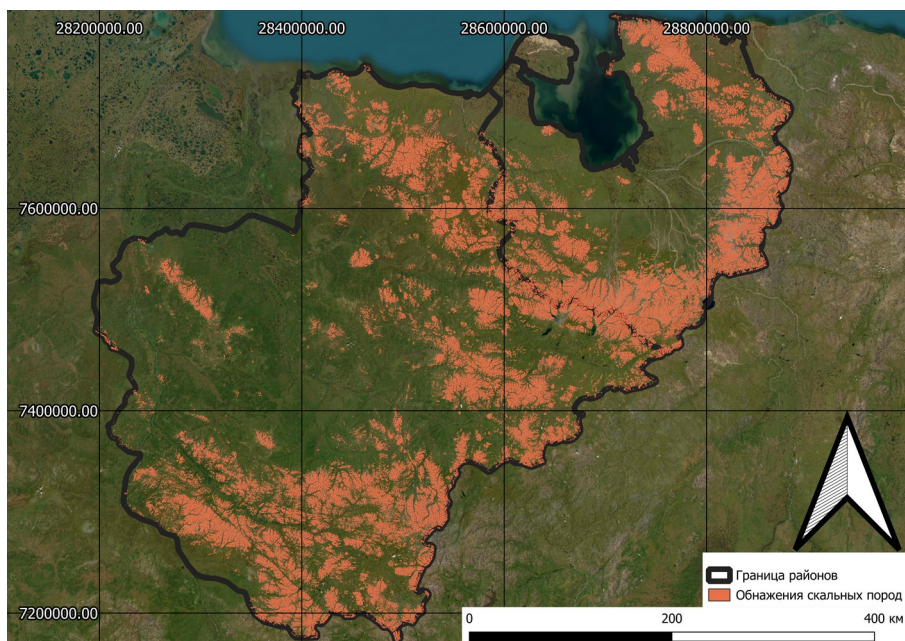 28200000.00 28400000.00 28600000.00 28800000.00
7600000.00
7400000.00
7200000.00
Граница районов
Обнажения скальных пород
0 200 400 км